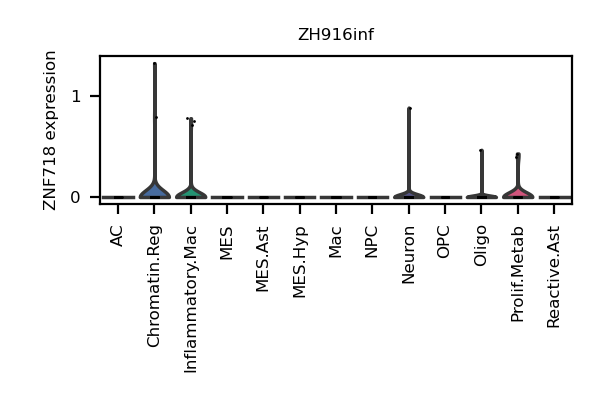 ZH916inf
ZNF718 expression
1
0
AC
Chromatin.Reg
Inflammatory.Mac
MES
MES.Ast
MES.Hyp
Mac
NPC
Neuron
OPC
Oligo
Prolif.Metab
Reactive.Ast